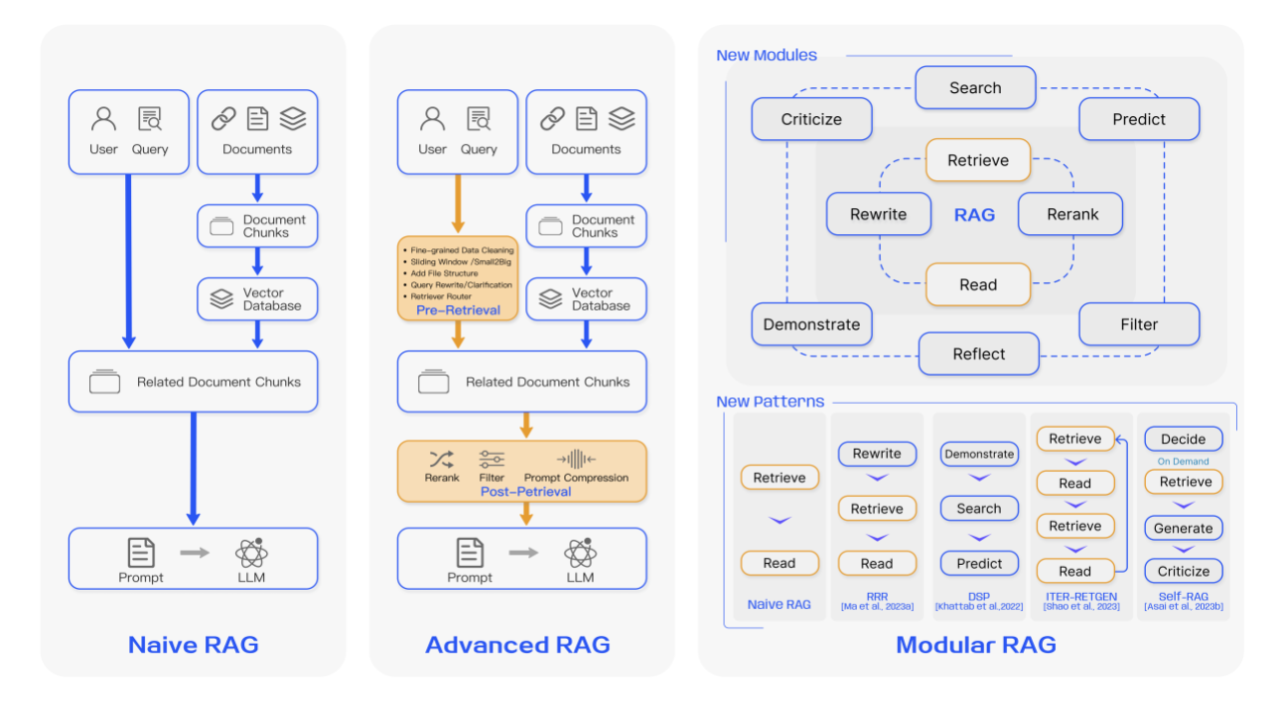 User Query
Documents
Document
Chunks
Vector
Database
Related Document Chunks
Prompt
LLM
Naive RAG
User Query
Documents
• Fine-grained Data Cleaning
• Sliding Window /Small2Big
• Add File Structure
• Query Rewrite/Clarification
• Retriever Router
Pre-Retrieval
Document
Chunks
Vector
Database
Related Document Chunks
Rerank Filter Prompt Compression
Post-Petrieval
Prompt
LLM
Advanced RAG
New Modules
Search
Criticize
Predict
Retrieve
Rewrite
RAG
Rerank
Read
Demonstrate
Filter
Reflect
New Patterns
Retrieve
Read
Naive RAG
Rewrite
Retrieve
Read
RRR
[Ma et al., 2023a]
Demonstrate
Search
Predict
DSP
[Khattab et al.,2022]
Retrieve
Read
Retrieve
Read
ITER-RETGEN
[Shao et al., 2023]
Decide
On Demand
Retrieve
Generate
Criticize
Self-RAG
[Asai et al., 2023b]
Modular RAG